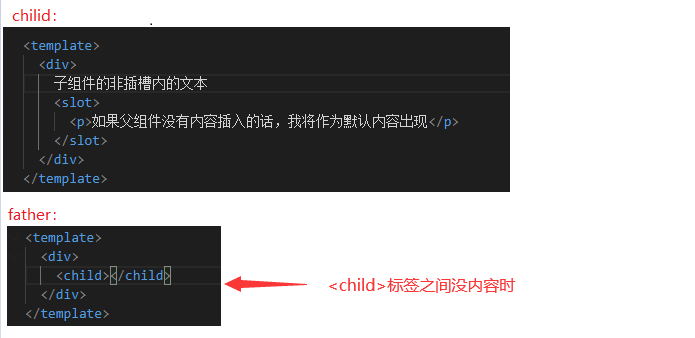 chilid：
<template>
<div>
子组件的非插槽内的文本
<slot>
<p>如果父组件没有内容插入的话，我将作为默认内容出现</p>
</slot>
</div>
</template>
father：
<template>
<div>
<child></child>
</div>
</template>
<child>标签之间没内容时